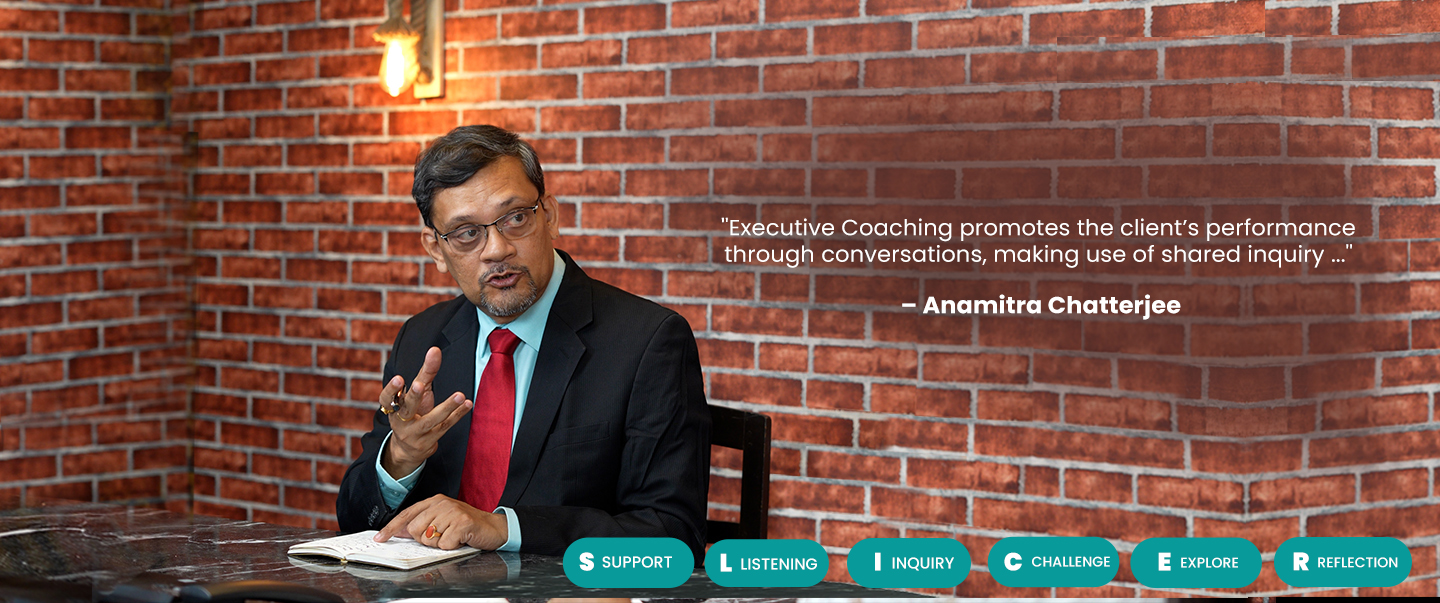 "Executive Coaching promotes the client’s performance
through conversations, making use of shared inquiry ..."
– Anamitra Chatterjee
S SUPPORT
L LISTENING
I INQUIRY
C CHALLENGE
E EXPLORE
R REFLECTION